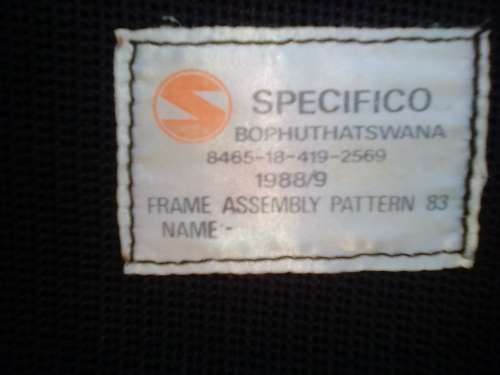 SPECIFICO
BOPHUTHATSWANA
8465-18-419-2569
1988/9
FRAME ASSEMBLY PATTERN 83
NAME:-